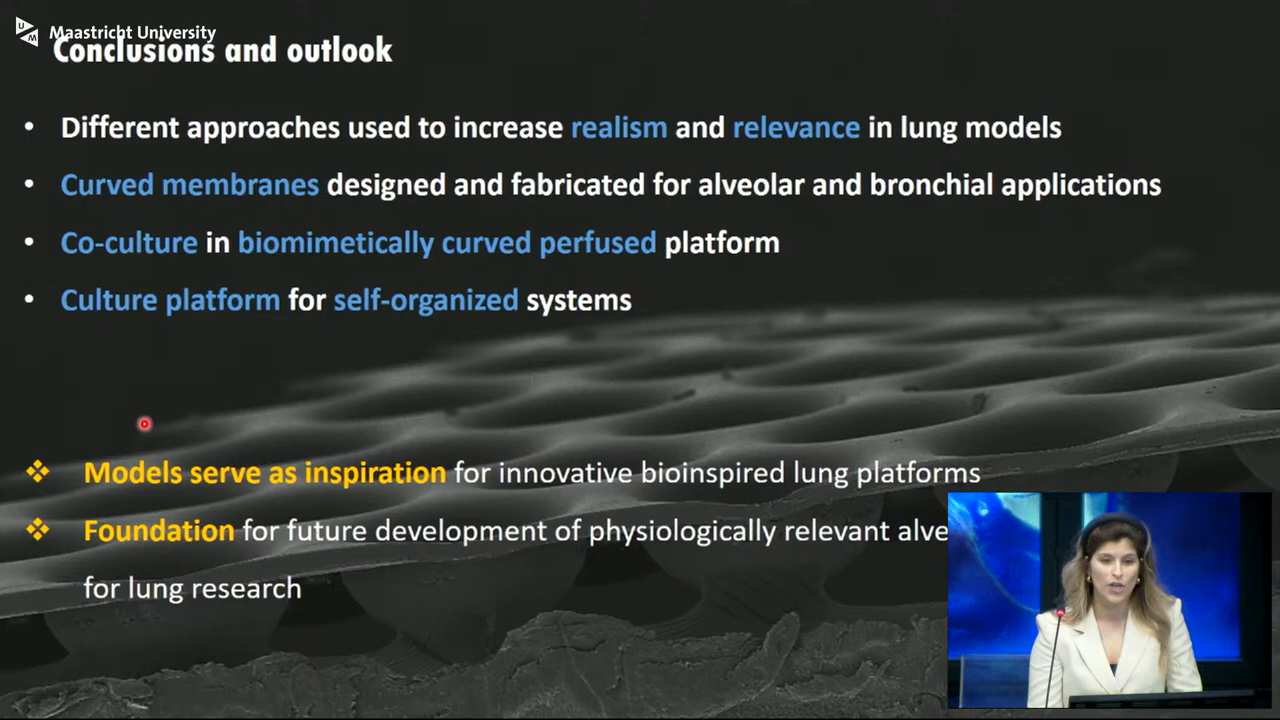 Maastricht University
Conclusions and outlook
• Different approaches used to increase realism and relevance in lung models
• Curved membranes designed and fabricated for alveolar and bronchial applications
• Co-culture in biomimetically curved perfused platform
• Culture platform for self-organized systems
❖ Models serve as inspiration for innovative bioinspired lung platforms
❖ Foundation for future development of physiologically relevant alve
for lung research